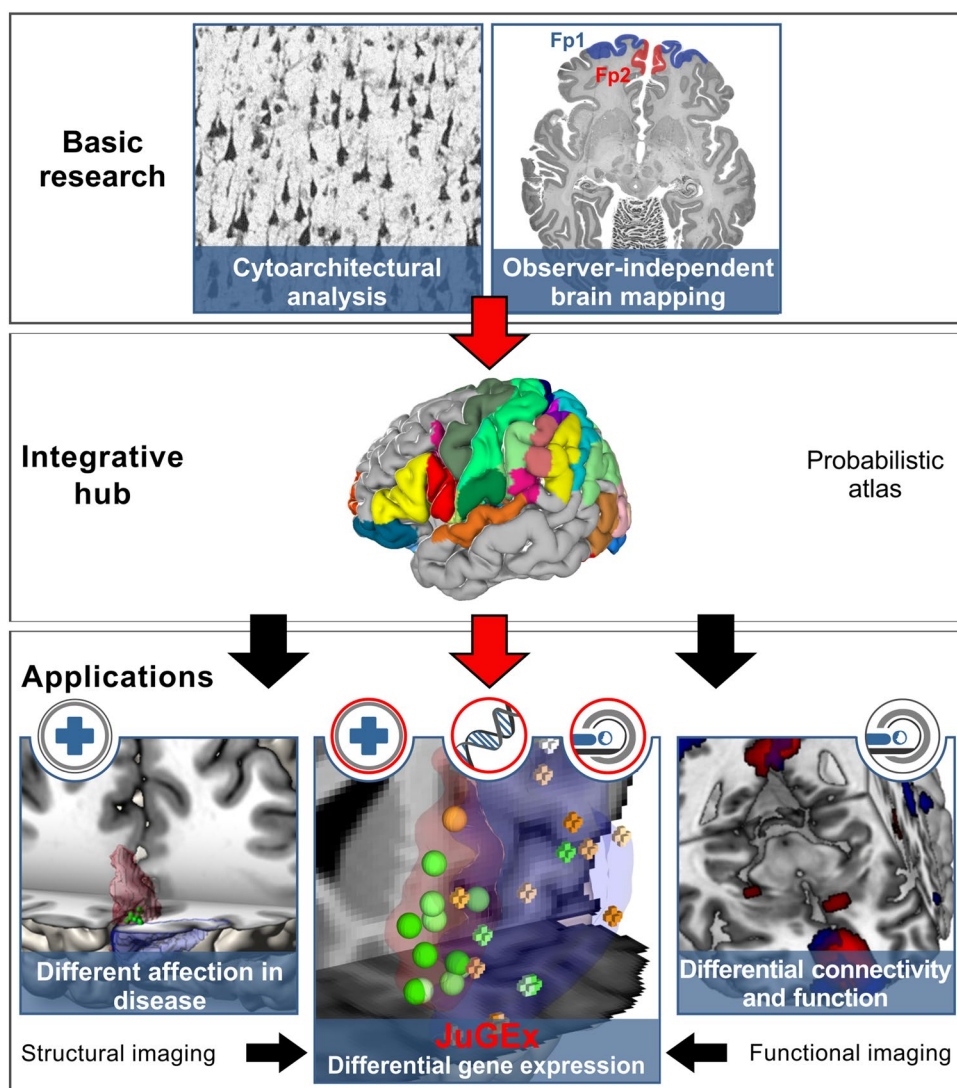 Basic
research
Fp1
Fp2
Cytoarchitectural
analysis
Observer-independent
brain mapping
Integrative
hub
Probabilistic
atlas
Applications
Different affection in
disease
JuGEx
Differential gene expression
Differential connectivity
and function
Structural imaging
Functional imaging